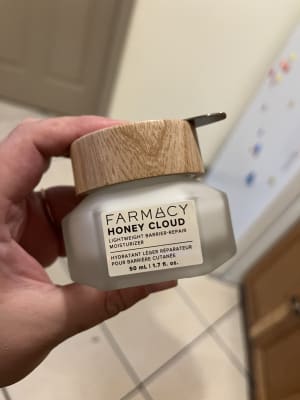 FARMACY
HONEY CLOUD
LIGHTWEIGHT BARRIER-REPAIR
MOISTURIZER
HYDRATANT LÉGER RÉPARATEUR
POUR BARRIÈRE CUTANÉE
50 mL | 1.7 fl. oz.